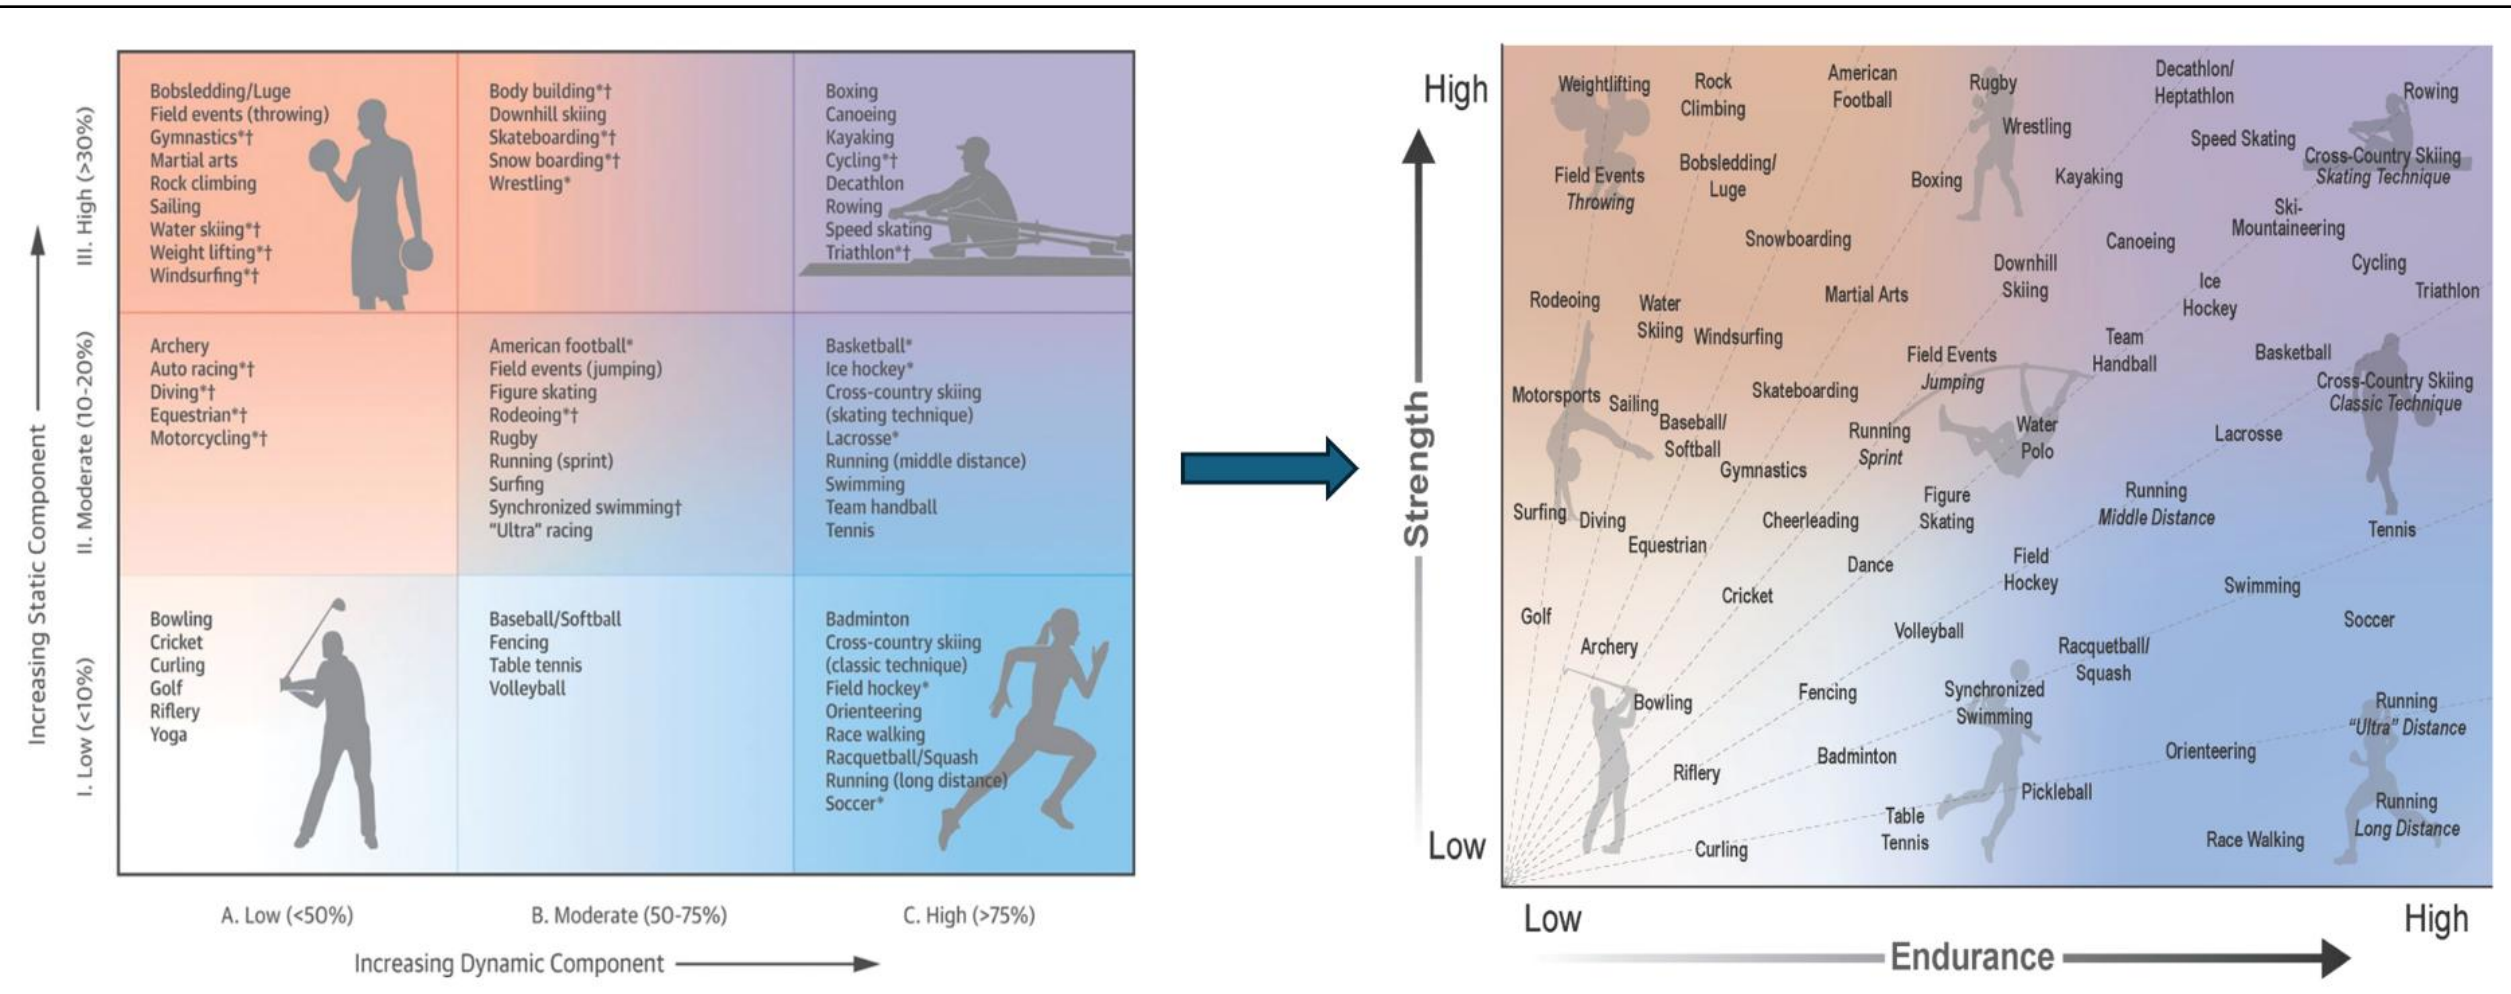 III. High (>30%)
Bobsledding/Luge
Field events (throwing)
Gymnastics*†
Martial arts
Rock climbing
Sailing
Water skiing*†
Weight lifting*†
Windsurfing*†
Body building*†
Downhill skiing
Skateboarding*†
Snow boarding*†
Wrestling*
Boxing
Canoeing
Kayaking
Cycling*†
Decathlon
Rowing
Speed skating
Triathlon*†
Increasing Static Component
II. Moderate (10-20%)
Archery
Auto racing*†
Diving*†
Equestrian*†
Motorcycling*†
American football*
Field events (jumping)
Figure skating
Rodeoing*†
Rugby
Running (sprint)
Surfing
Synchronized swimming†
"Ultra" racing
Basketball*
Ice hockey*
Cross-country skiing
(skating technique)
Lacrosse*
Running (middle distance)
Swimming
Team handball
Tennis
I. Low (<10%)
Bowling
Cricket
Curling
Golf
Riflery
Yoga
Baseball/Softball
Fencing
Table tennis
Volleyball
Badminton
Cross-country skiing
(classic technique)
Field hockey*
Orienteering
Race walking
Racquetball/Squash
Running (long distance)
Soccer*
A. Low (<50%)
B. Moderate (50-75%)
C. High (>75%)
Increasing Dynamic Component
High
Strength
Low
Weightlifting
Rock
Climbing
American
Football
Rugby
Decathlon/
Heptathlon
Rowing
Wrestling
Speed Skating
Field Events
Throwing
Bobsledding/
Luge
Boxing
Kayaking
Cross-Country Skiing
Skating Technique
Ski-
Mountaineering
Snowboarding
Canoeing
Downhill
Skiing
Cycling
Rodeoing
Water
Skiing
Martial Arts
Ice
Hockey
Triathlon
Windsurfing
Team
Handball
Field Events
Jumping
Basketball
Motorsports
Sailing
Skateboarding
Cross-Country Skiing
Classic Technique
Baseball/
Softball
Running
Sprint
Water
Polo
Lacrosse
Gymnastics
Surfing
Diving
Cheerleading
Figure
Skating
Running
Middle Distance
Tennis
Equestrian
Dance
Field
Hockey
Swimming
Cricket
Golf
Volleyball
Soccer
Archery
Racquetball/
Squash
Bowling
Fencing
Synchronized
Swimming
Running
"Ultra" Distance
Riflery
Badminton
Orienteering
Pickleball
Table
Tennis
Running
Long Distance
Curling
Race Walking
Low
High
Endurance